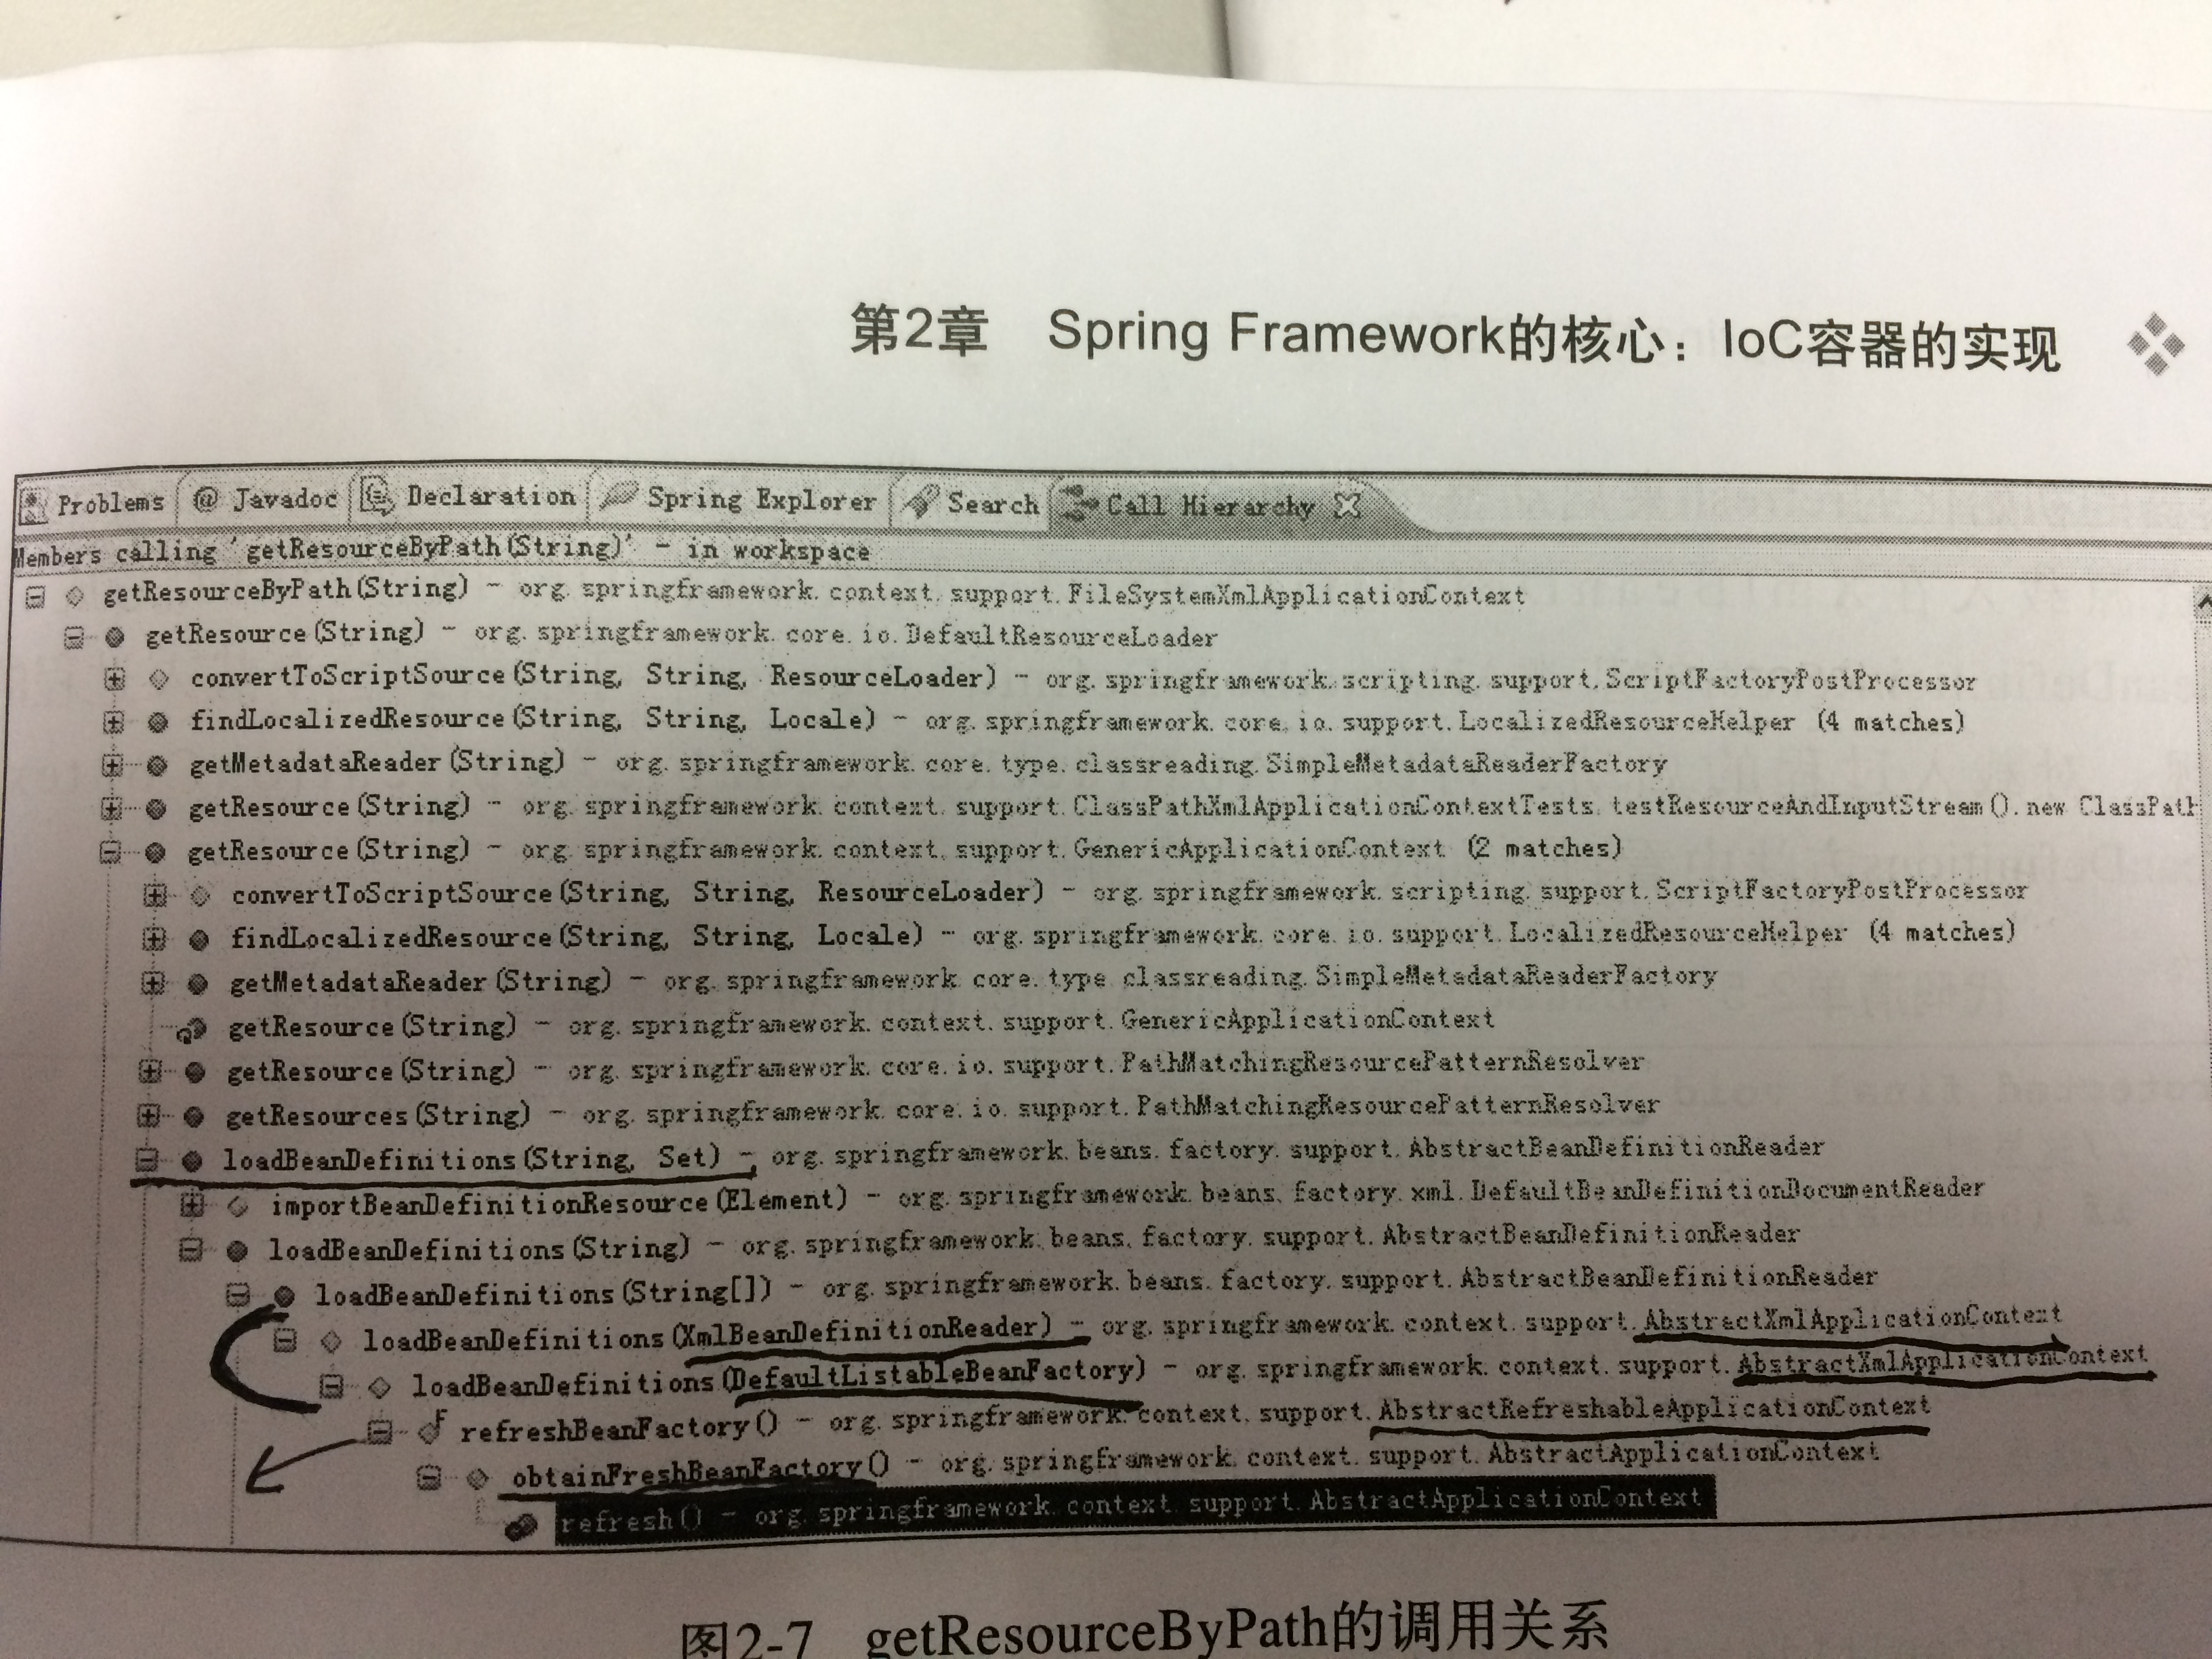 第2章 Spring Framework的核心：IoC容器的实现
Problems @ Javadoc Declaration Spring Explorer Search Call Hierarchy
Members calling 'getResourceByPath(String)' - in workspace
getResourceByPath(String) - org.springframework.context.support.FileSystemXmlApplicationContext
getResource(String) - org.springframework.core.io.DefaultResourceLoader
convertToScriptSource(String, String, ResourceLoader) - org.springframework.scripting.support.ScriptFactoryPostProcessor
findLocalizedResource(String, String, Locale) - org.springframework.core.io.support.LocalizedResourceHelper (4 matches)
getMetadataReader(String) - org.springframework.core.type.classreading.SimpleMetadataReaderFactory
getResource(String) - org.springframework.context.support.ClassPathXmlApplicationContextTests.testResourceAndInputStream().new ClassPath
getResource(String) - org.springframework.context.support.GenericApplicationContext (2 matches)
convertToScriptSource(String, String, ResourceLoader) - org.springframework.scripting.support.ScriptFactoryPostProcessor
findLocalizedResource(String, String, Locale) - org.springframework.core.io.support.LocalizedResourceHelper (4 matches)
getMetadataReader(String) - org.springframework.core.type.classreading.SimpleMetadataReaderFactory
getResource(String) - org.springframework.context.support.GenericApplicationContext
getResource(String) - org.springframework.core.io.support.PathMatchingResourcePatternResolver
getResources(String) - org.springframework.core.io.support.PathMatchingResourcePatternResolver
loadBeanDefinitions(String, Set) - org.springframework.beans.factory.support.AbstractBeanDefinitionReader
importBeanDefinitionResource(Element) - org.springframework.beans.factory.xml.DefaultBeanDefinitionDocumentReader
loadBeanDefinitions(String) - org.springframework.beans.factory.support.AbstractBeanDefinitionReader
loadBeanDefinitions(String[]) - org.springframework.beans.factory.support.AbstractBeanDefinitionReader
loadBeanDefinitions(XmlBeanDefinitionReader) - org.springframework.context.support.AbstractXmlApplicationContext
loadBeanDefinitions(DefaultListableBeanFactory) - org.springframework.context.support.AbstractXmlApplicationContext
refreshBeanFactory() - org.springframework.context.support.AbstractRefreshableApplicationContext
obtainFreshBeanFactory() - org.springframework.context.support.AbstractApplicationContext
refresh() - org.springframework.context.support.AbstractApplicationContext
图2-7 getResourceByPath的调用关系